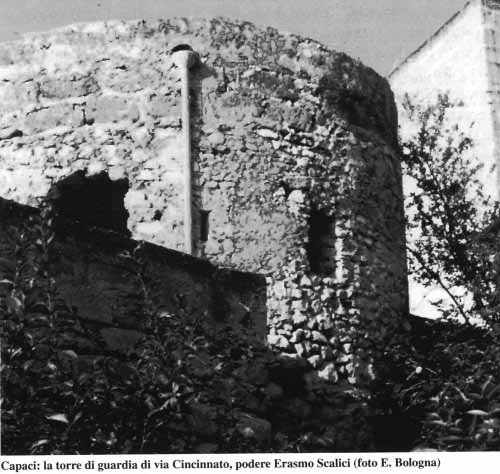 Capaci: la torre di guardia di via Cincinnato, podere Erasmo Scalici (foto E. Bologna)